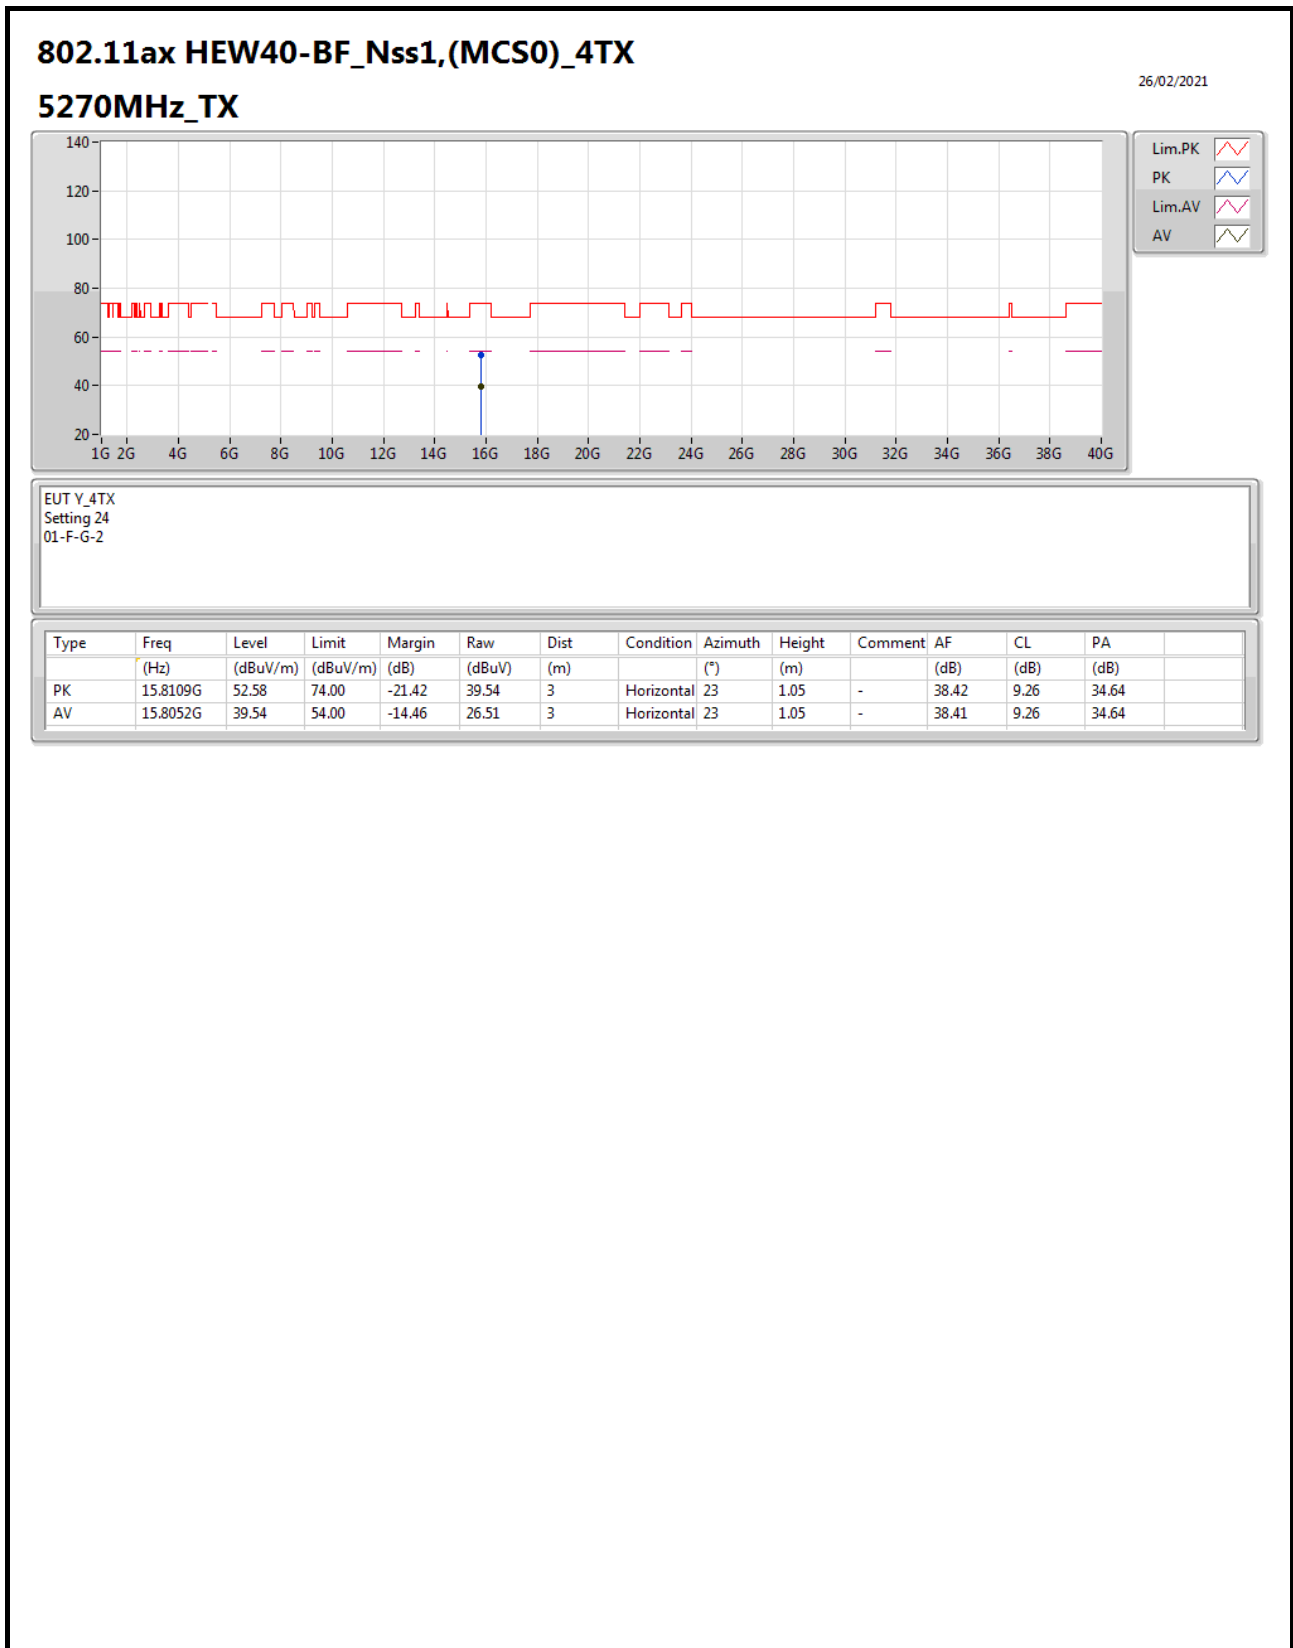 802.11ax HEW40-BF_Nss1,(MCS0)_4TX
26/02/2021
5270MHz_TX
140
120
100
80
60
40
20
1G 2G 4G 6G 8G 10G 12G 14G 16G 18G 20G 22G 24G 26G 28G 30G 32G 34G 36G 38G 40G
Lim.PK
PK
Lim.AV
AV
EUT Y_4TX
Setting 24
01-F-G-2
Type Freq Level Limit Margin Raw Dist Condition Azimuth Height Comment AF CL PA
(Hz) (dBuV/m) (dBuV/m) (dB) (dBuV) (m) (°) (m) (dB) (dB) (dB)
PK 15.8109G 52.58 74.00 -21.42 39.54 3 Horizontal 23 1.05 - 38.42 9.26 34.64
AV 15.8052G 39.54 54.00 -14.46 26.51 3 Horizontal 23 1.05 - 38.41 9.26 34.64